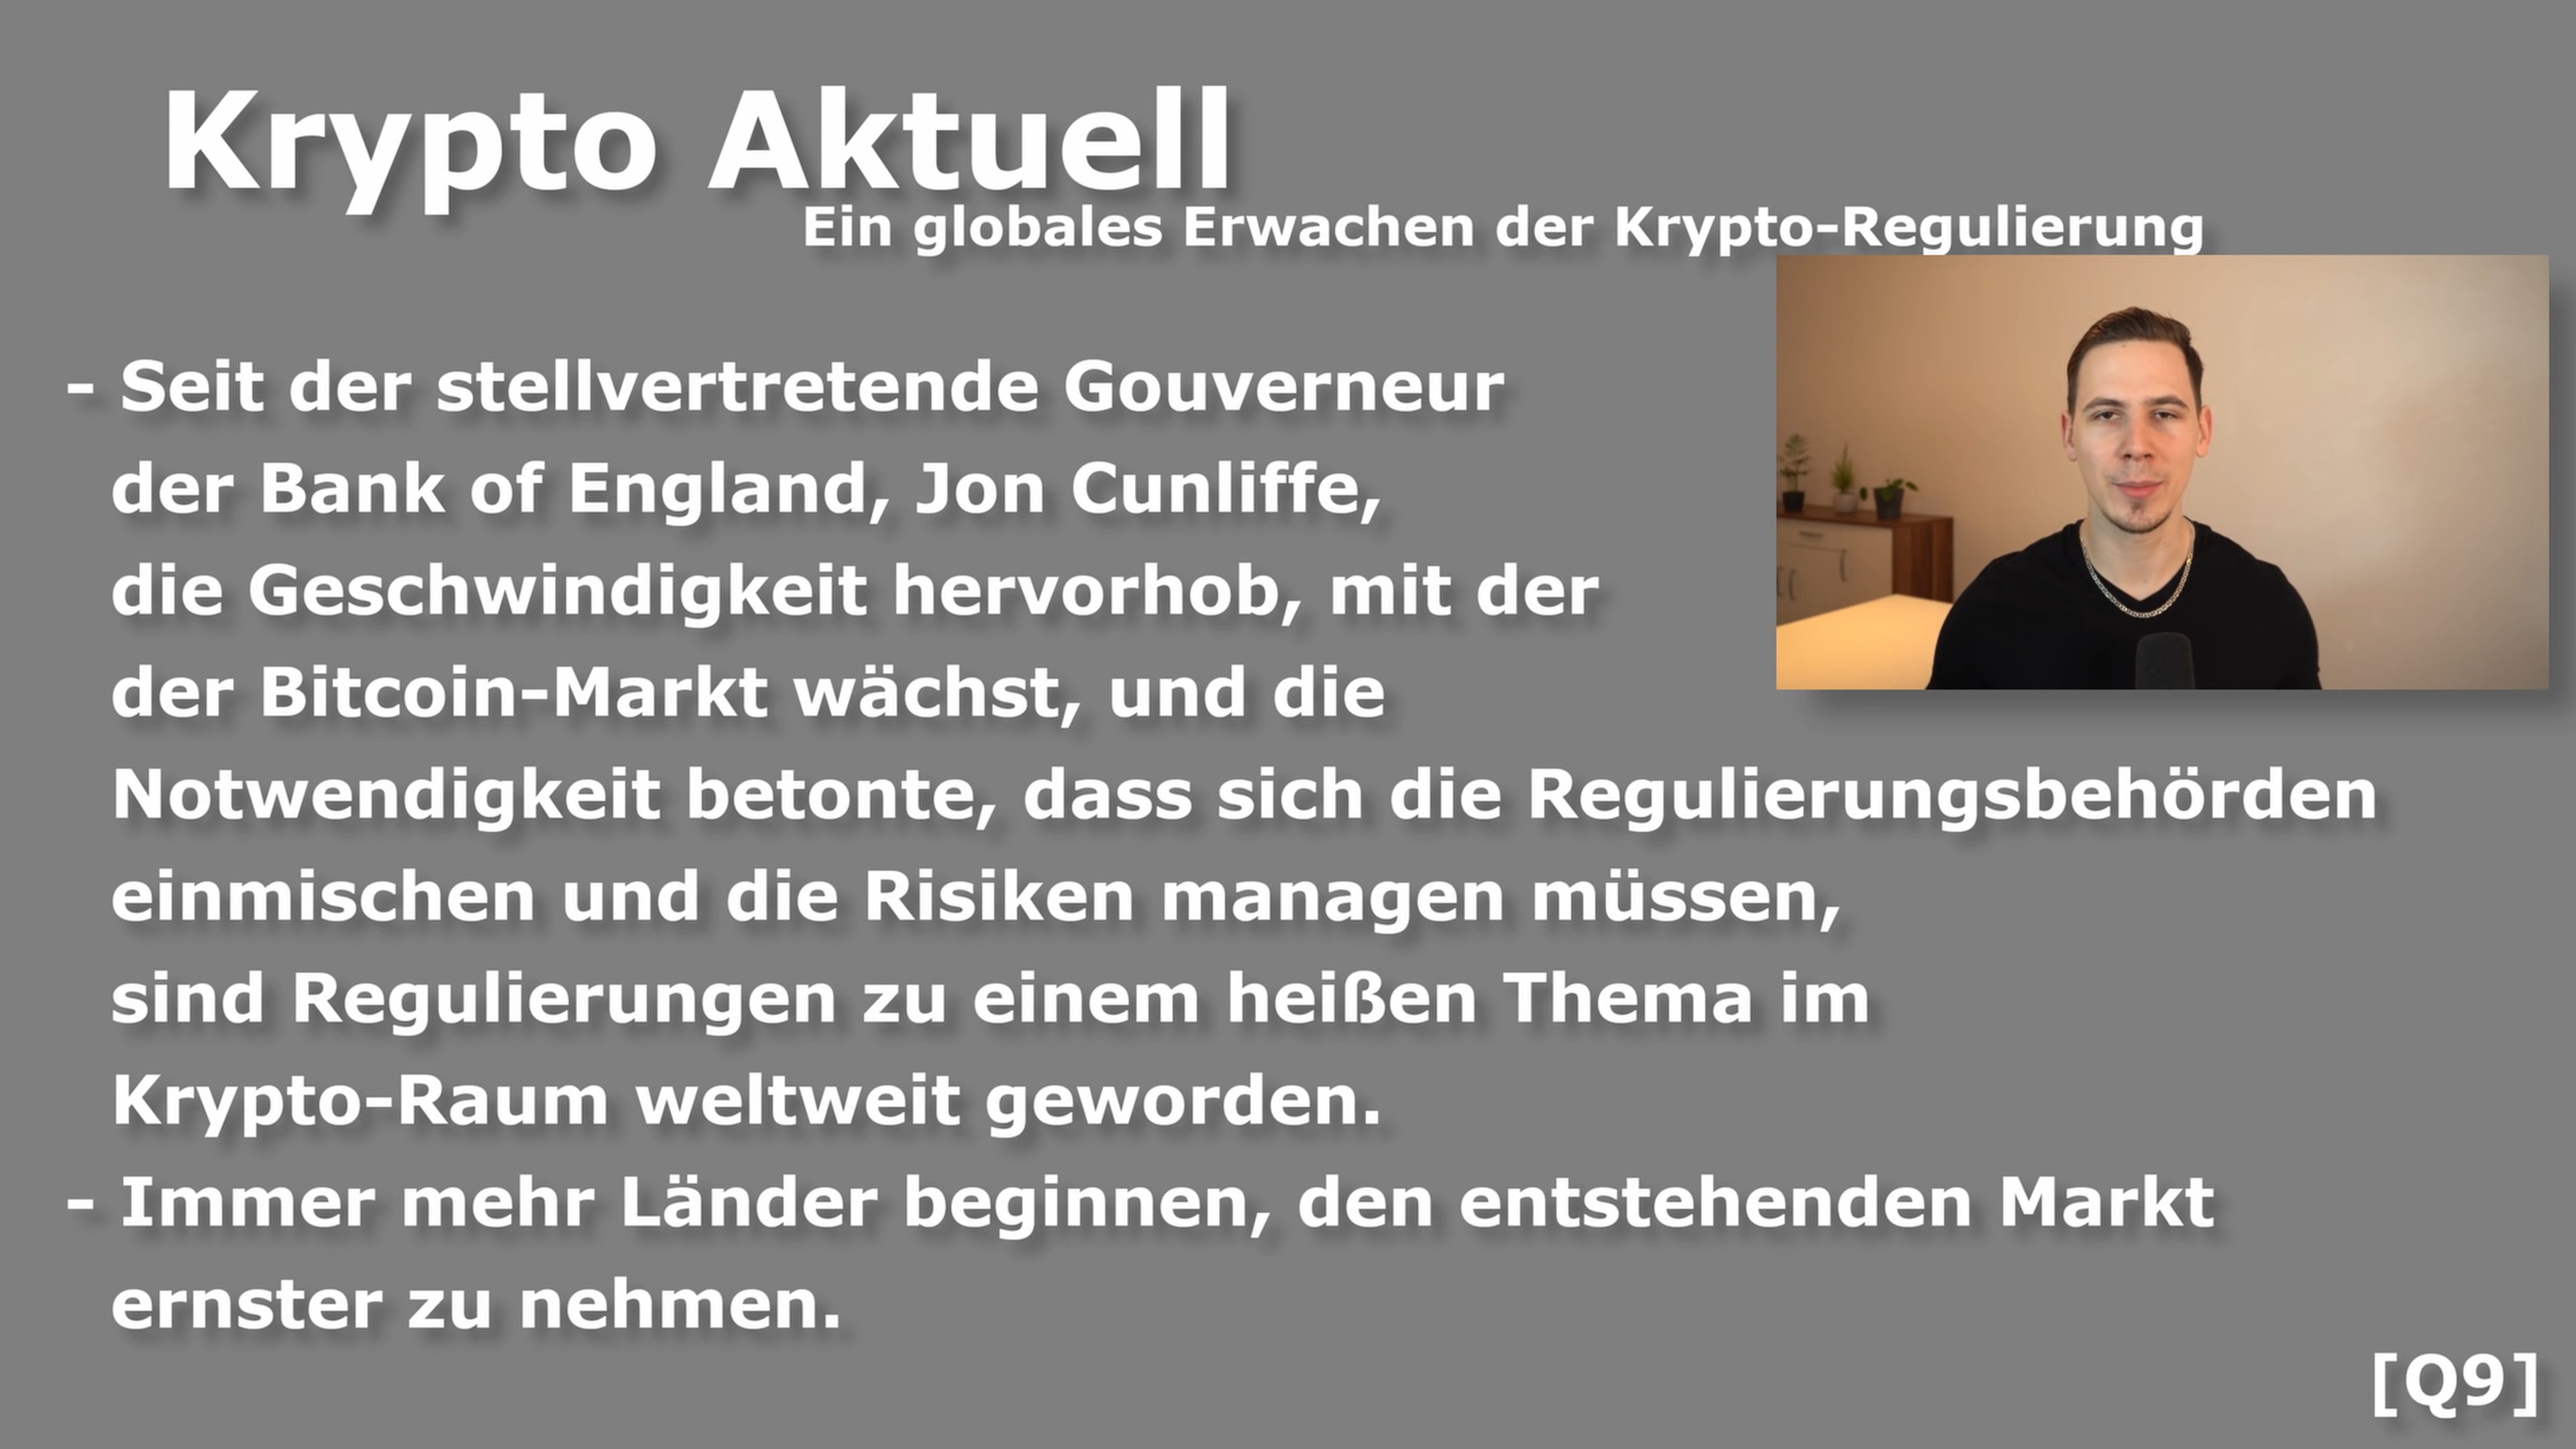 Krypto Aktuell
Ein globales Erwachen der Krypto-Regulierung
- Seit der stellvertretende Gouverneur
der Bank of England, Jon Cunliffe,
die Geschwindigkeit hervorhob, mit der
der Bitcoin-Markt wächst, und die
Notwendigkeit betonte, dass sich die Regulierungsbehörden
einmischen und die Risiken managen müssen,
sind Regulierungen zu einem heißen Thema im
Krypto-Raum weltweit geworden.
- Immer mehr Länder beginnen, den entstehenden Markt
ernster zu nehmen.
[Q9]